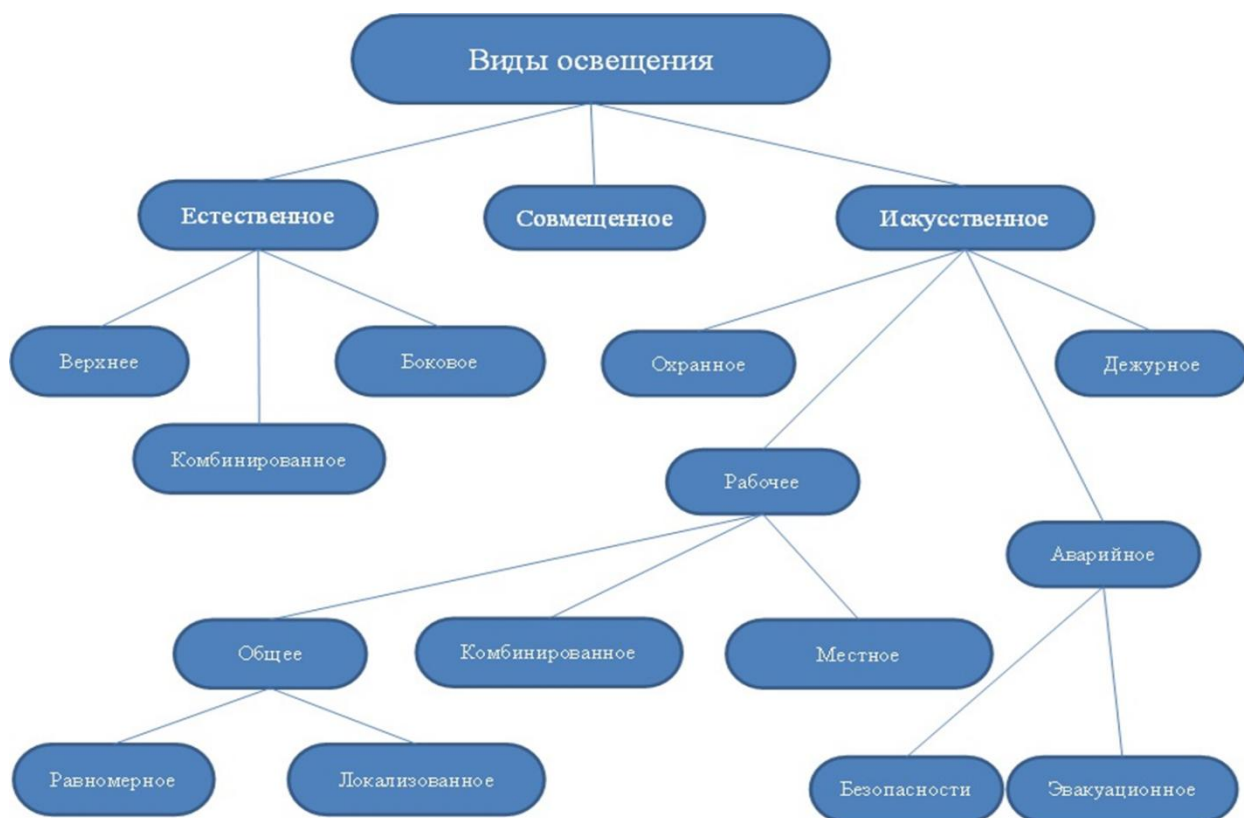 Виды освещения
Естественное
Совмещенное
Искусственное
Верхнее
Боковое
Охранное
Дежурное
Комбинированное
Рабочее
Аварийное
Общее
Комбинированное
Местное
Равномерное
Локализованное
Безопасности
Эвакуационное